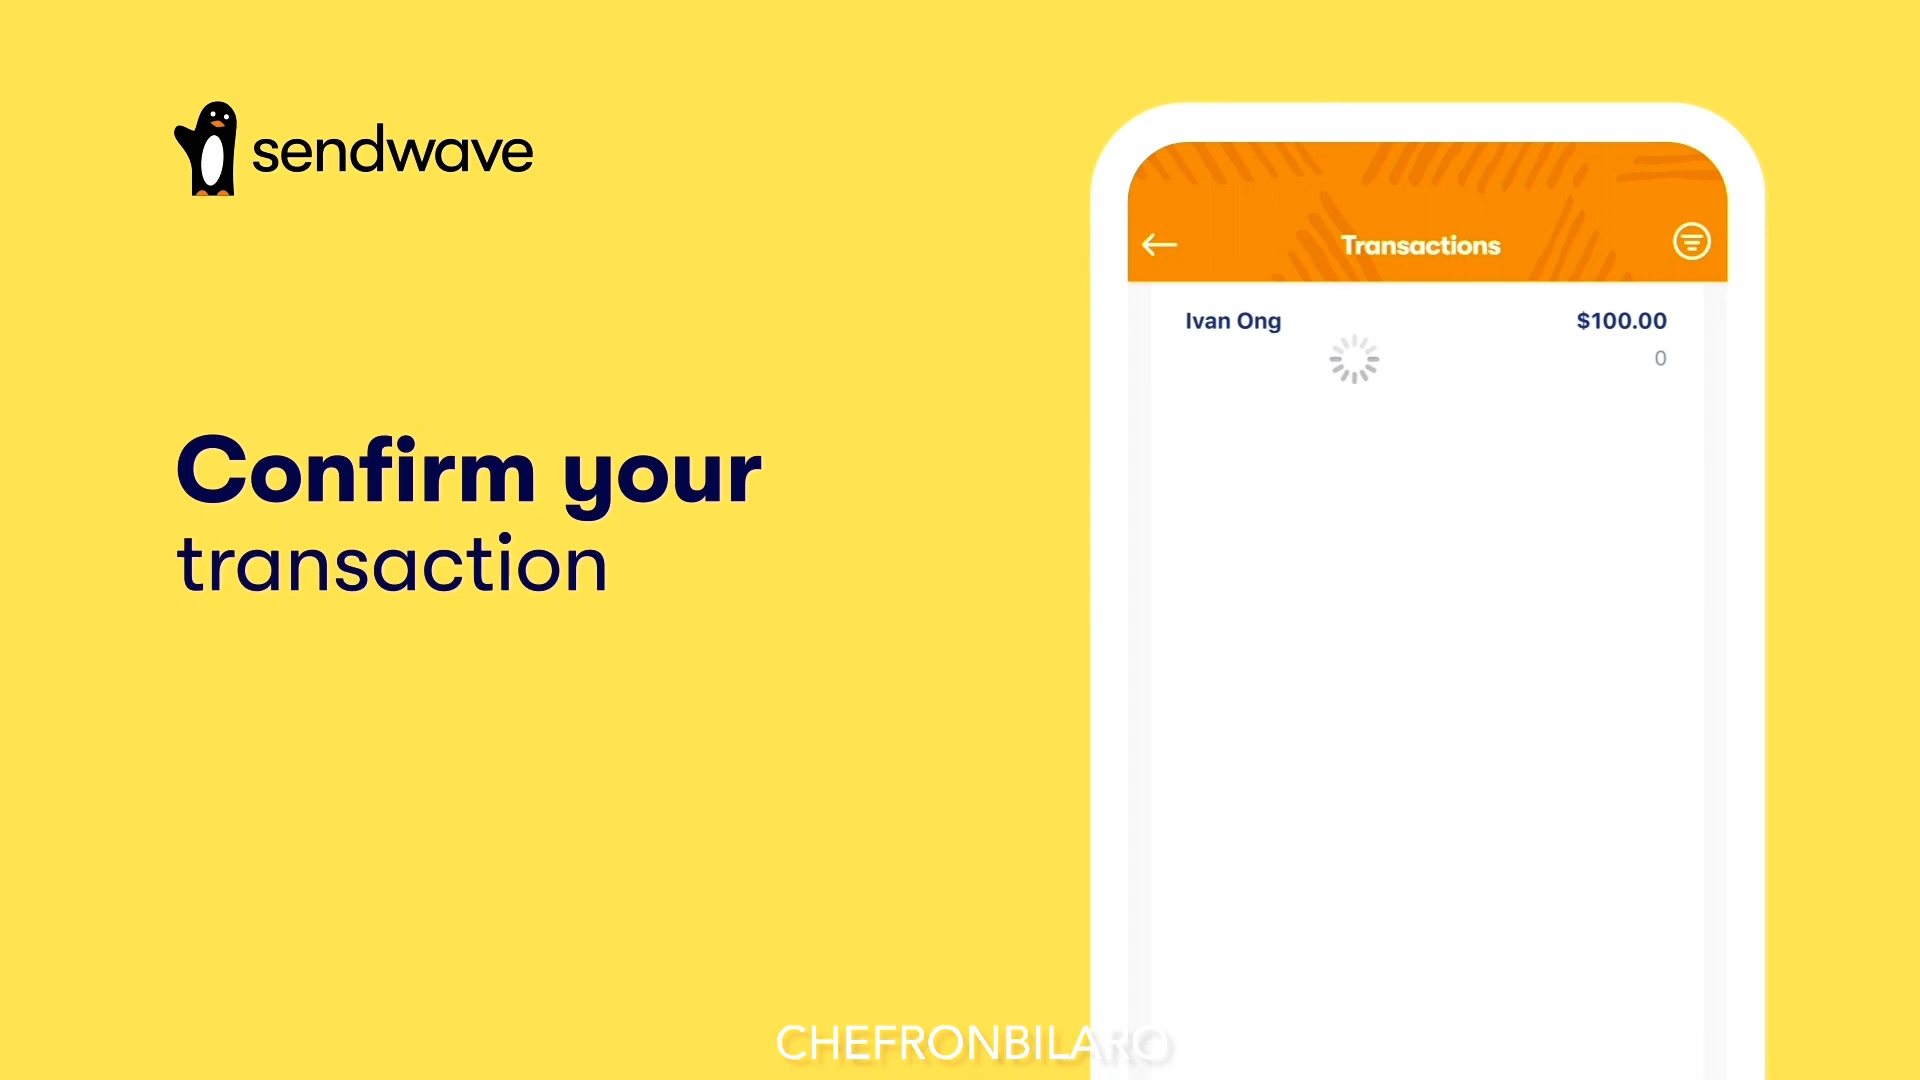 sendwave
Confirm your
transaction
Transactions
Ivan Ong $100.00
0
CHEFRONBILARO